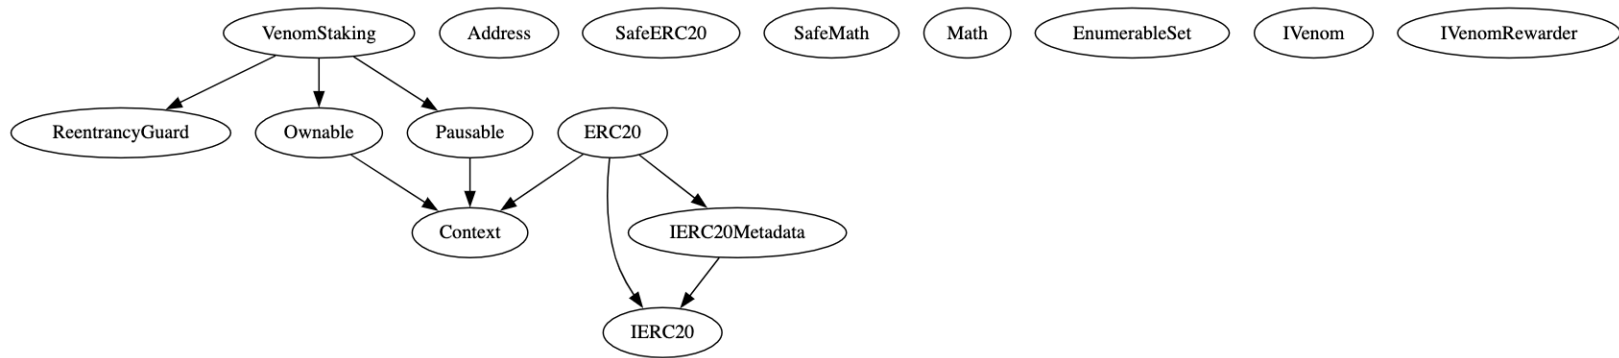 VenomStaking
Address
SafeERC20
SafeMath
Math
EnumerableSet
IVenom
IVenomRewarder
ReentrancyGuard
Ownable
Pausable
ERC20
Context
IERC20Metadata
IERC20